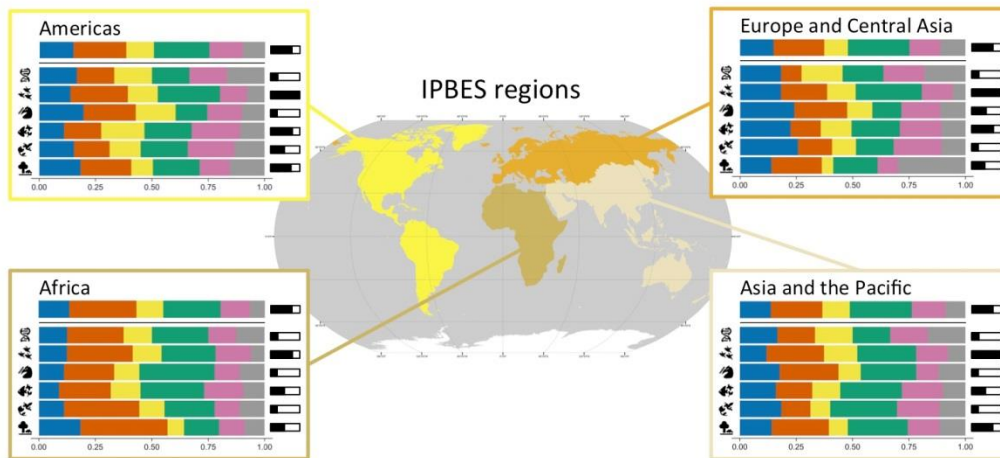 Americas
0.00 0.25 0.50 0.75 1.00
IPBES regions
Europe and Central Asia
0.00 0.25 0.50 0.75 1.00
Africa
0.00 0.25 0.50 0.75 1.00
Asia and the Pacific
0.00 0.25 0.50 0.75 1.00